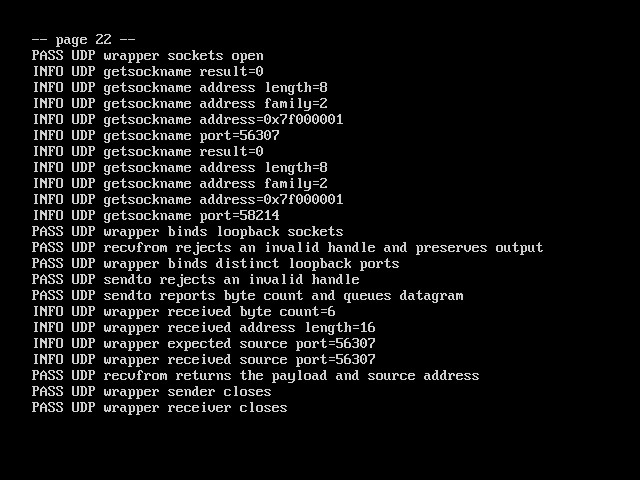 -- page 22 --
PASS UDP wrapper sockets open
INFO UDP getsockname result=0
INFO UDP getsockname address length=8
INFO UDP getsockname address family=2
INFO UDP getsockname address=0x7f000001
INFO UDP getsockname port=56307
INFO UDP getsockname result=0
INFO UDP getsockname address length=8
INFO UDP getsockname address family=2
INFO UDP getsockname address=0x7f000001
INFO UDP getsockname port=58214
PASS UDP wrapper binds loopback sockets
PASS UDP recvfrom rejects an invalid handle and preserves output
PASS UDP wrapper binds distinct loopback ports
PASS UDP sendto rejects an invalid handle
PASS UDP sendto reports byte count and queues datagram
INFO UDP wrapper received byte count=6
INFO UDP wrapper received address length=16
INFO UDP wrapper expected source port=56307
INFO UDP wrapper received source port=56307
PASS UDP recvfrom returns the payload and source address
PASS UDP wrapper sender closes
PASS UDP wrapper receiver closes